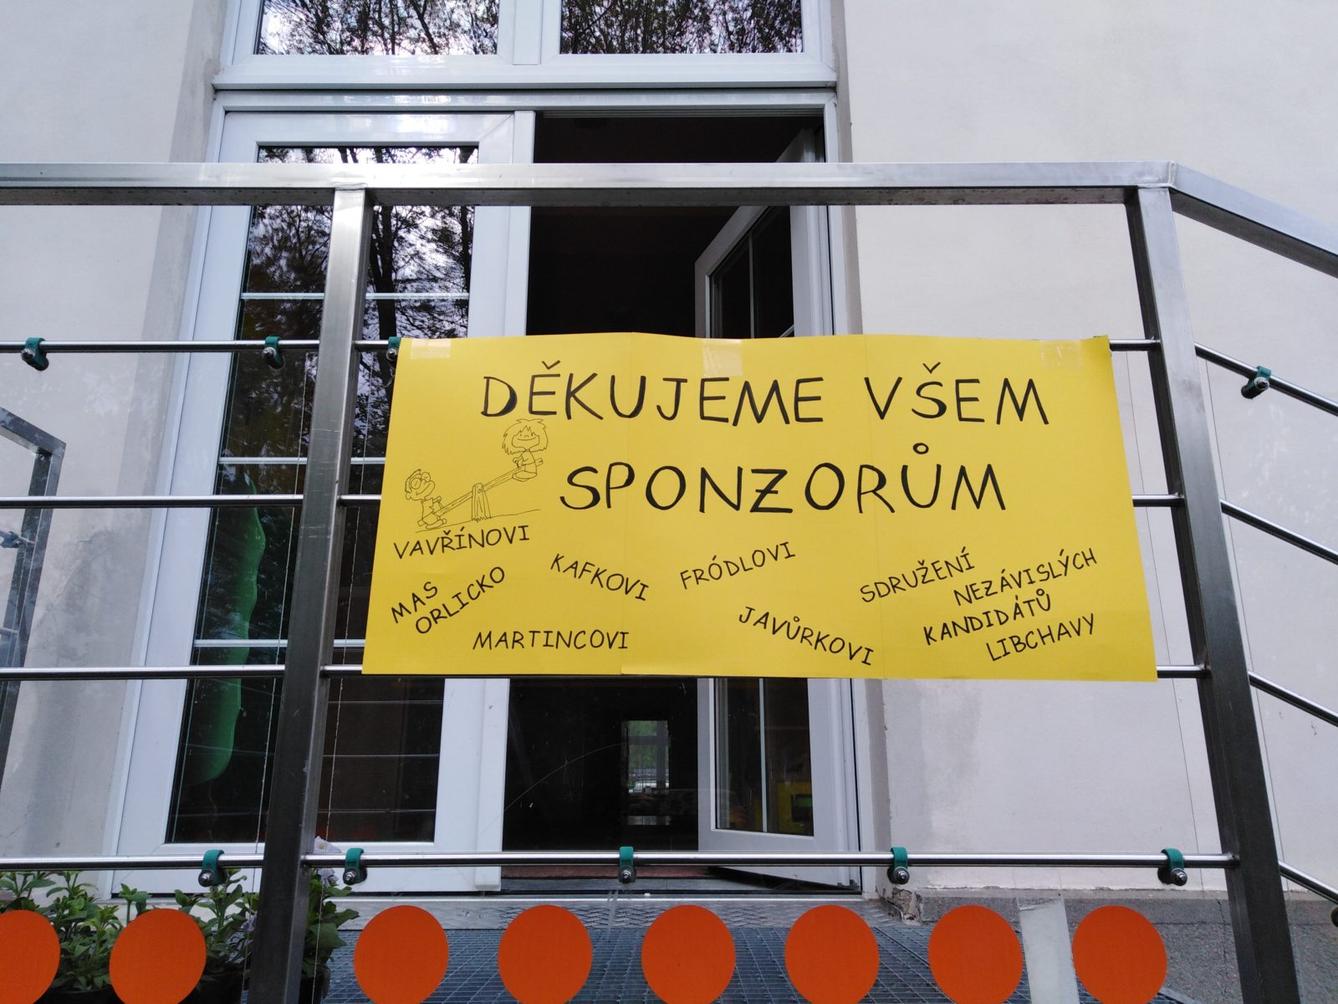 DĚKUJEME VŠEM
SPONZORŮM
VAVŘÍNOVI
MAS
ORLICKO
KAFKOVI
MARTINCOVI
FRÓDLOVI
JAVŮRKOVI
SDRUŽENÍ
NEZÁVISLÝCH
KANDIDÁTŮ
LIBCHAVY